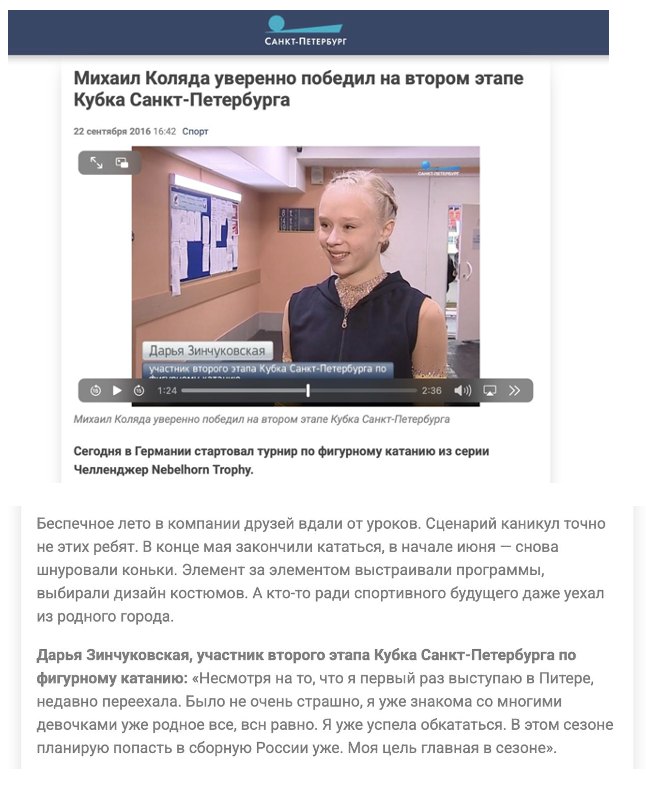 САНКТ-ПЕТЕРБУРГ
Михаил Коляда уверенно победил на втором этапе
Кубка Санкт-Петербурга
22 сентября 2016 16:42 Спорт
САНКТ-ПЕТЕРБУРГ
Дарья Зинчуковская
участник второго этапа Кубка Санкт-Петербурга по
фигурному катанию
1:24
2:36
Михаил Коляда уверенно победил на втором этапе Кубка Санкт-Петербурга
Сегодня в Германии стартовал турнир по фигурному катанию из серии
Челленджер Nebelhorn Trophy.
Беспечное лето в компании друзей вдали от уроков. Сценарий каникул точно
не этих ребят. В конце мая закончили кататься, в начале июня — снова
шнуровали коньки. Элемент за элементом выстраивали программы,
выбирали дизайн костюмов. А кто-то ради спортивного будущего даже уехал
из родного города.
Дарья Зинчуковская, участник второго этапа Кубка Санкт-Петербурга по
фигурному катанию: «Несмотря на то, что я первый раз выступаю в Питере,
недавно переехала. Было не очень страшно, я уже знакома со многими
девочками уже родное все, всн равно. Я уже успела обкататься. В этом сезоне
планирую попасть в сборную России уже. Моя цель главная в сезоне».